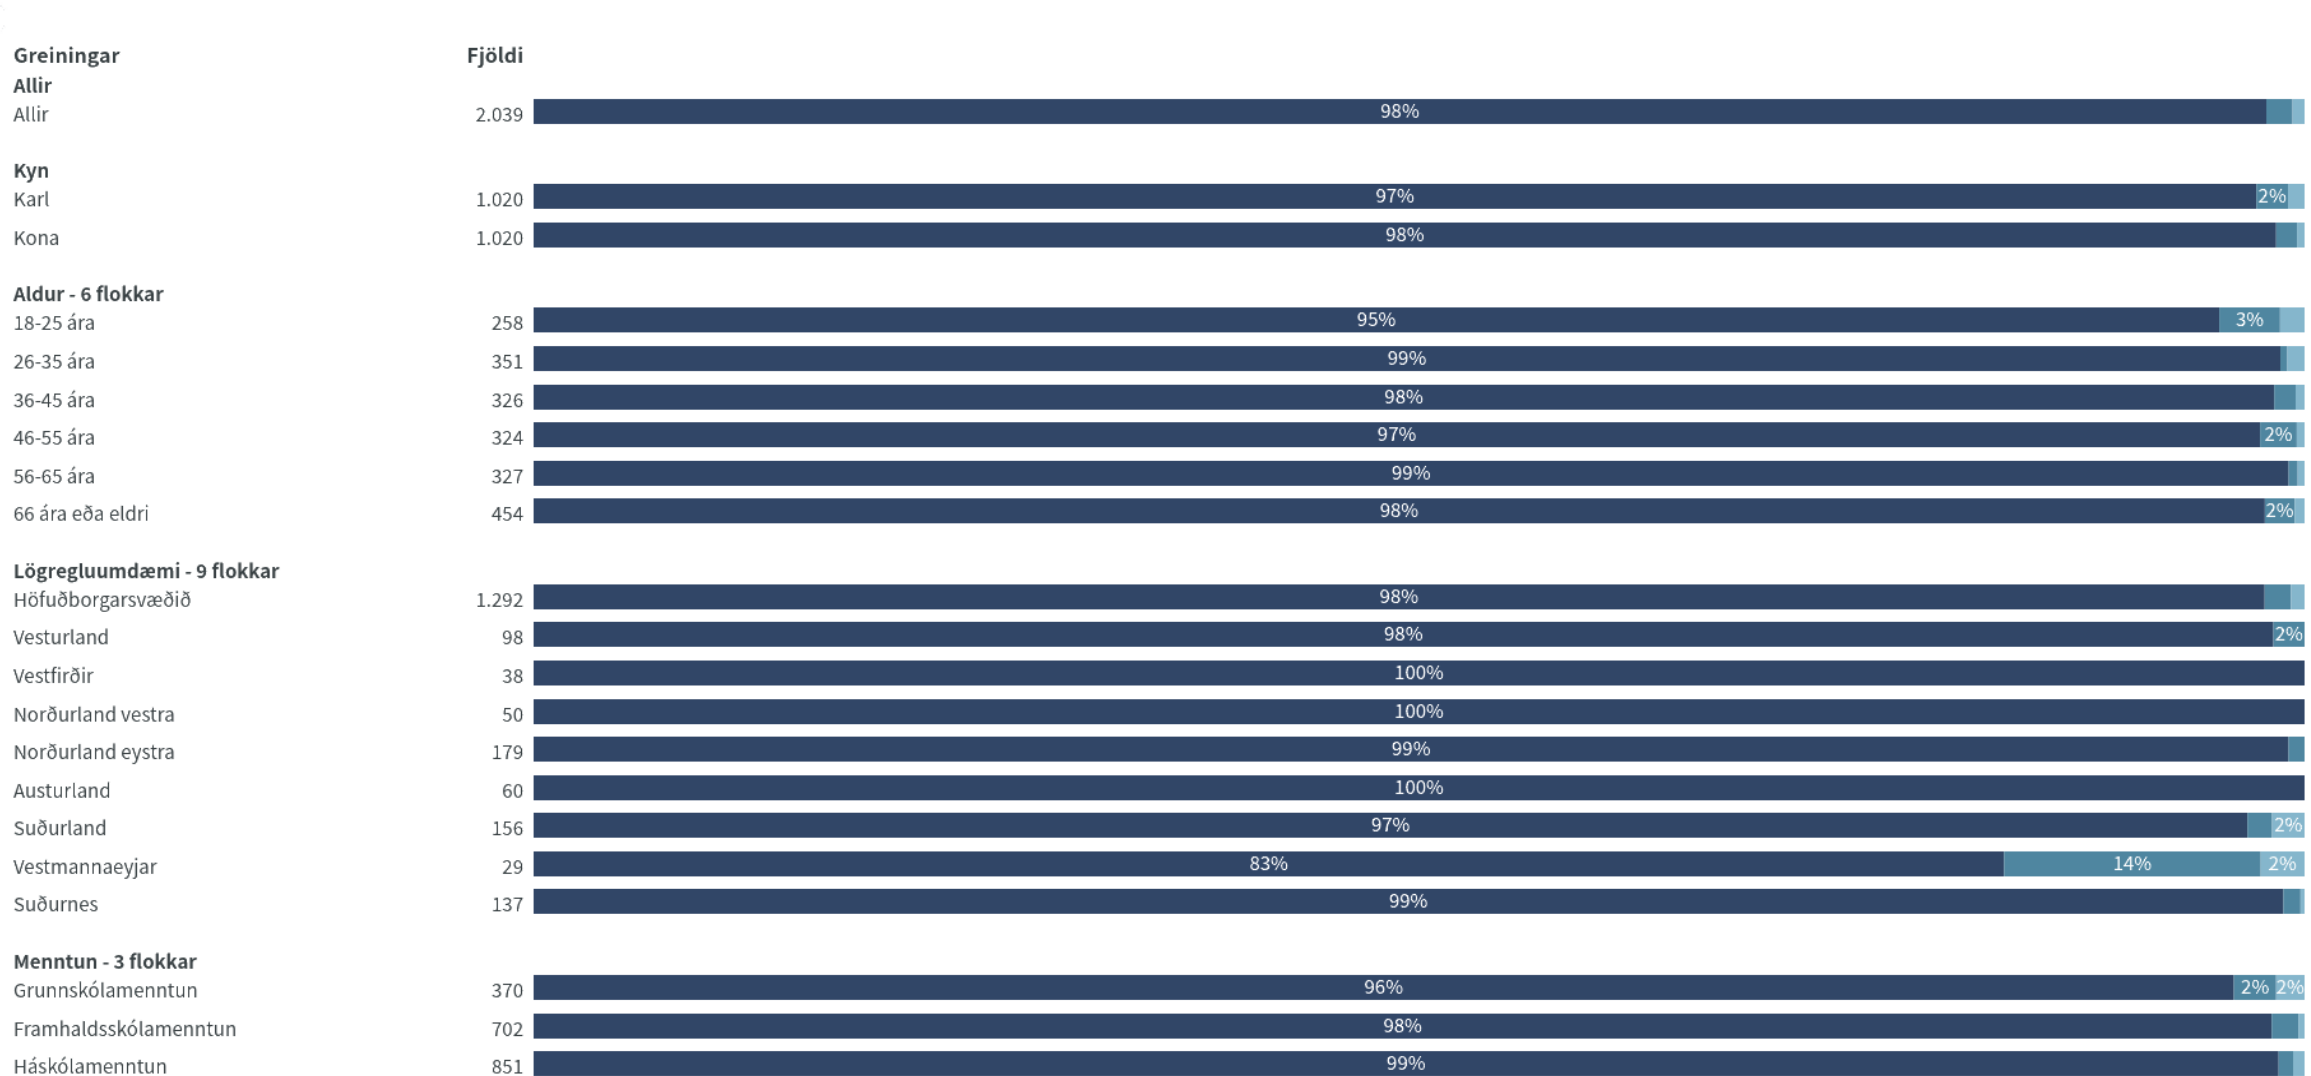 Greiningar Fjöldi
Allir
Allir 2.039 98%
Kyn
Karl 1.020 97% 2%
Kona 1.020 98%
Aldur - 6 flokkar
18-25 ára 258 95% 3%
26-35 ára 351 99%
36-45 ára 326 98%
46-55 ára 324 97% 2%
56-65 ára 327 99%
66 ára eða eldri 454 98% 2%
Lögregluumdæmi - 9 flokkar
Höfuðborgarsvæðið 1.292 98%
Vesturland 98 98% 2%
Vestfirðir 38 100%
Norðurland vestra 50 100%
Norðurland eystra 179 99%
Austurland 60 100%
Suðurland 156 97% 2%
Vestmannaeyjar 29 83% 14% 2%
Suðurnes 137 99%
Menntun - 3 flokkar
Grunnskólamenntun 370 96% 2% 2%
Framhaldsskólamenntun 702 98%
Háskólamenntun 851 99%